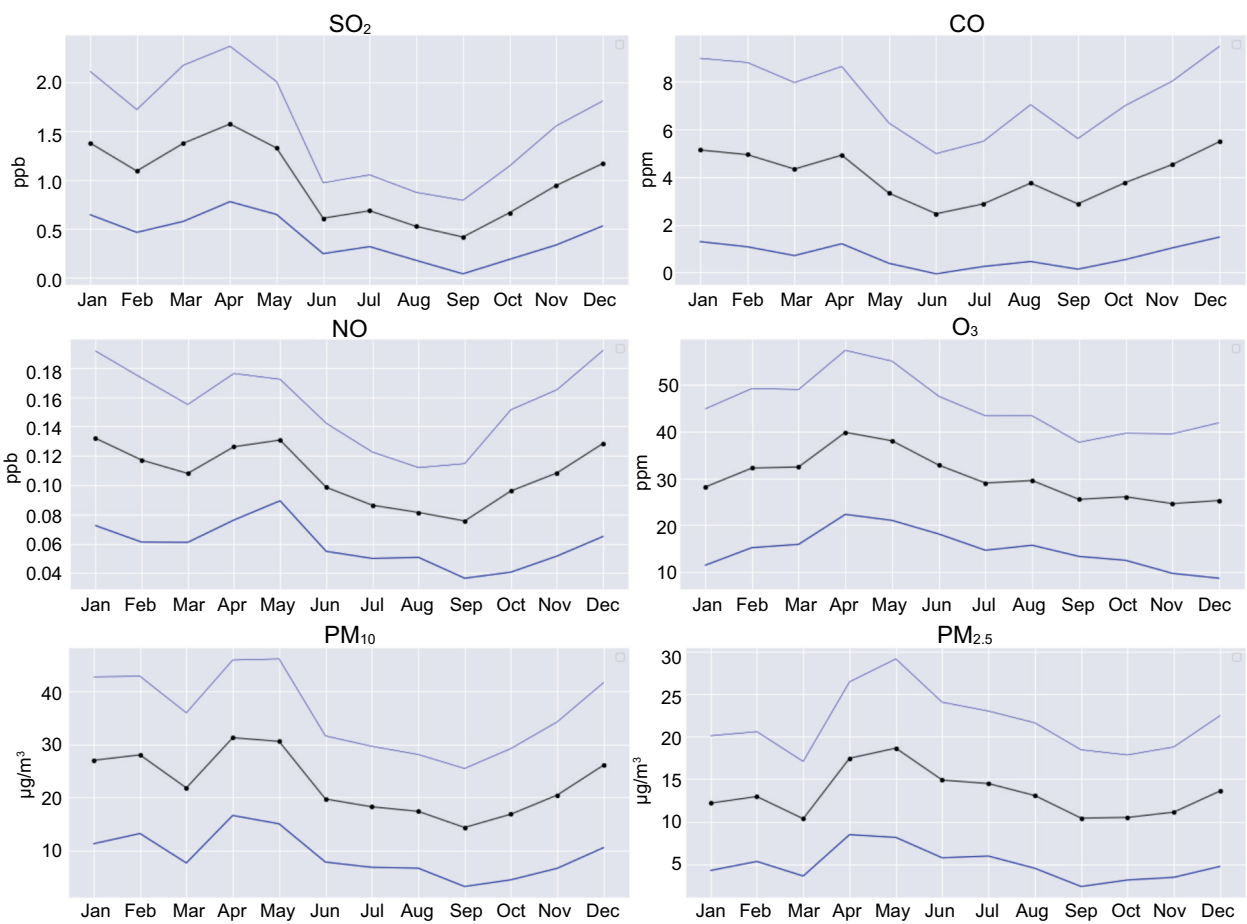 SO₂
ppb
2.0
1.5
1.0
0.5
0.0
Jan Feb Mar Apr May Jun Jul Aug Sep Oct Nov Dec
CO
ppm
8
6
4
2
0
Jan Feb Mar Apr May Jun Jul Aug Sep Oct Nov Dec
NO
ppb
0.18
0.16
0.14
0.12
0.10
0.08
0.06
0.04
Jan Feb Mar Apr May Jun Jul Aug Sep Oct Nov Dec
O₃
ppm
50
40
30
20
10
Jan Feb Mar Apr May Jun Jul Aug Sep Oct Nov Dec
PM₁₀
µg/m³
40
30
20
10
Jan Feb Mar Apr May Jun Jul Aug Sep Oct Nov Dec
PM₂.₅
µg/m³
30
25
20
15
10
5
Jan Feb Mar Apr May Jun Jul Aug Sep Oct Nov Dec